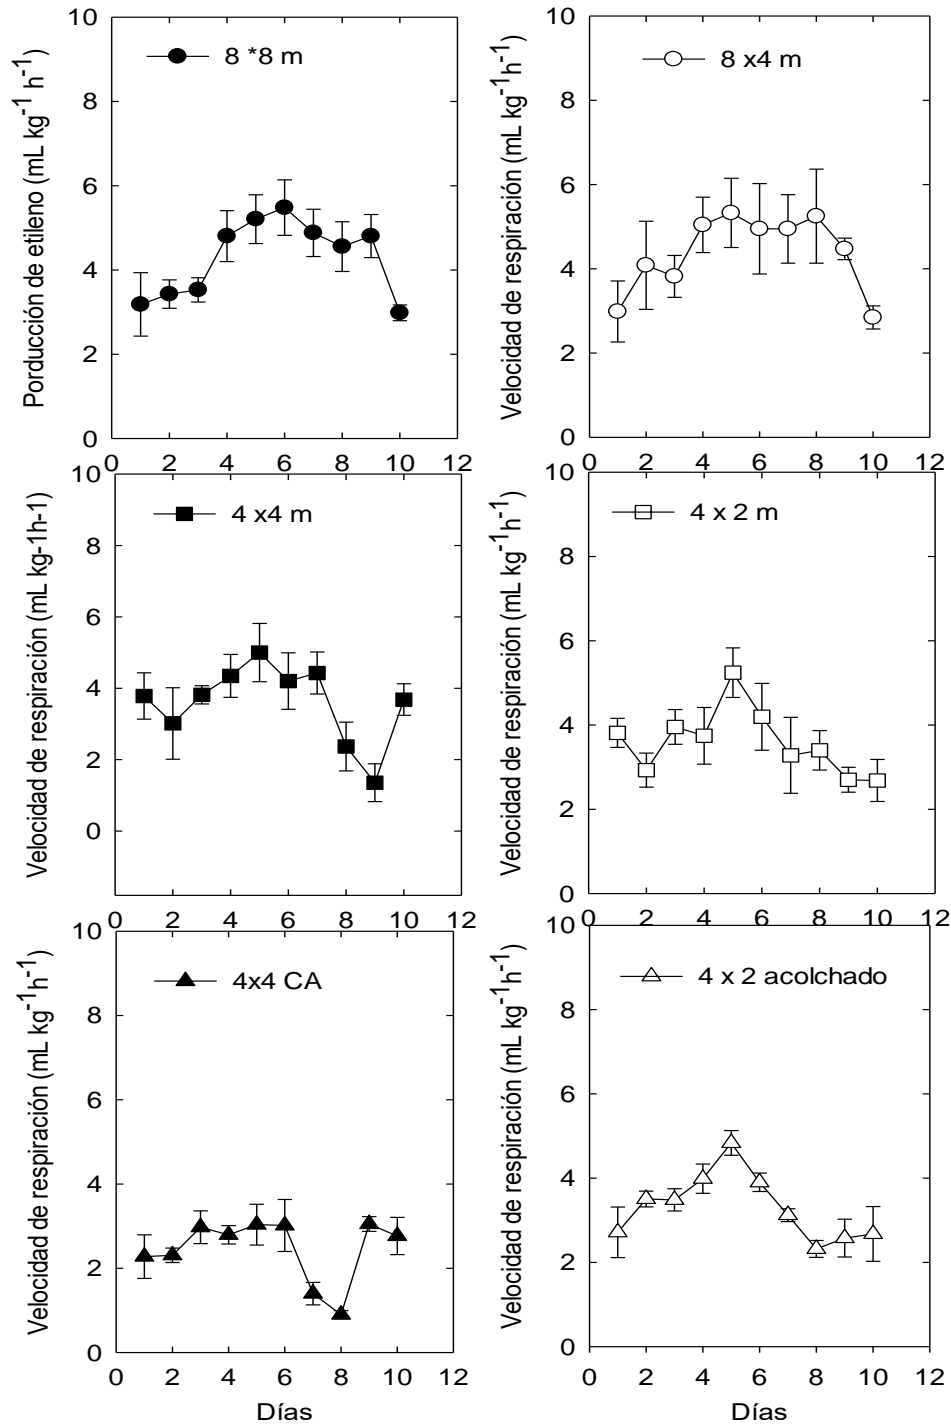 Porducción de etileno (mL kg⁻¹ h⁻¹)
10
8
6
4
2
0
8 *8 m
0 2 4 6 8 10 12
Velocidad de respiración (mL kg⁻¹h⁻¹)
10
8
6
4
2
0
8 x4 m
0 2 4 6 8 10 12
Velocidad de respiración (mL kg-1h-1)
10
8
6
4
2
0
4 x4 m
0 2 4 6 8 10 12
Velocidad de respiración (mL kg⁻¹h⁻¹)
10
8
6
4
2
0
4 x 2 m
0 2 4 6 8 10 12
Velocidad de respiración (mL kg⁻¹h⁻¹)
10
8
6
4
2
0
4x4 CA
0 2 4 6 8 10 12
Días
Velocidad de respiración (mL kg⁻¹h⁻¹)
10
8
6
4
2
0
4 x 2 acolchado
0 2 4 6 8 10 12
Días